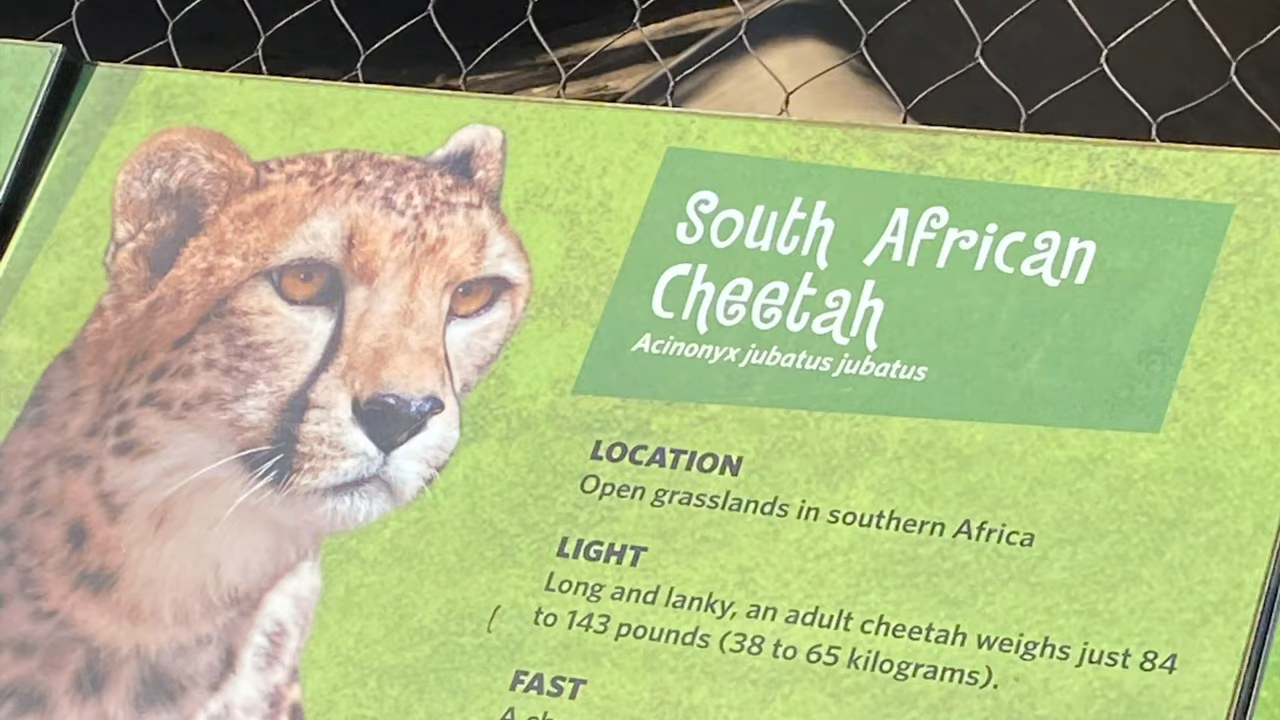 South African
Cheetah
Acinonyx jubatus jubatus
LOCATION
Open grasslands in southern Africa
LIGHT
Long and lanky, an adult cheetah weighs just 84
to 143 pounds (38 to 65 kilograms).
FAST
A